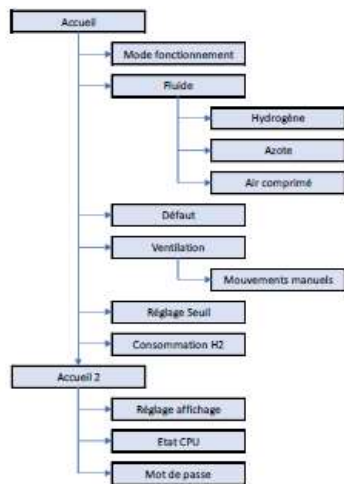 Accueil
Mode fonctionnement
Fluide
Hydrogène
Azote
Air comprimé
Défaut
Ventilation
Mouvements manuels
Réglage Seuil
Consommation H2
Accueil 2
Réglage affichage
Etat CPU
Mot de passe